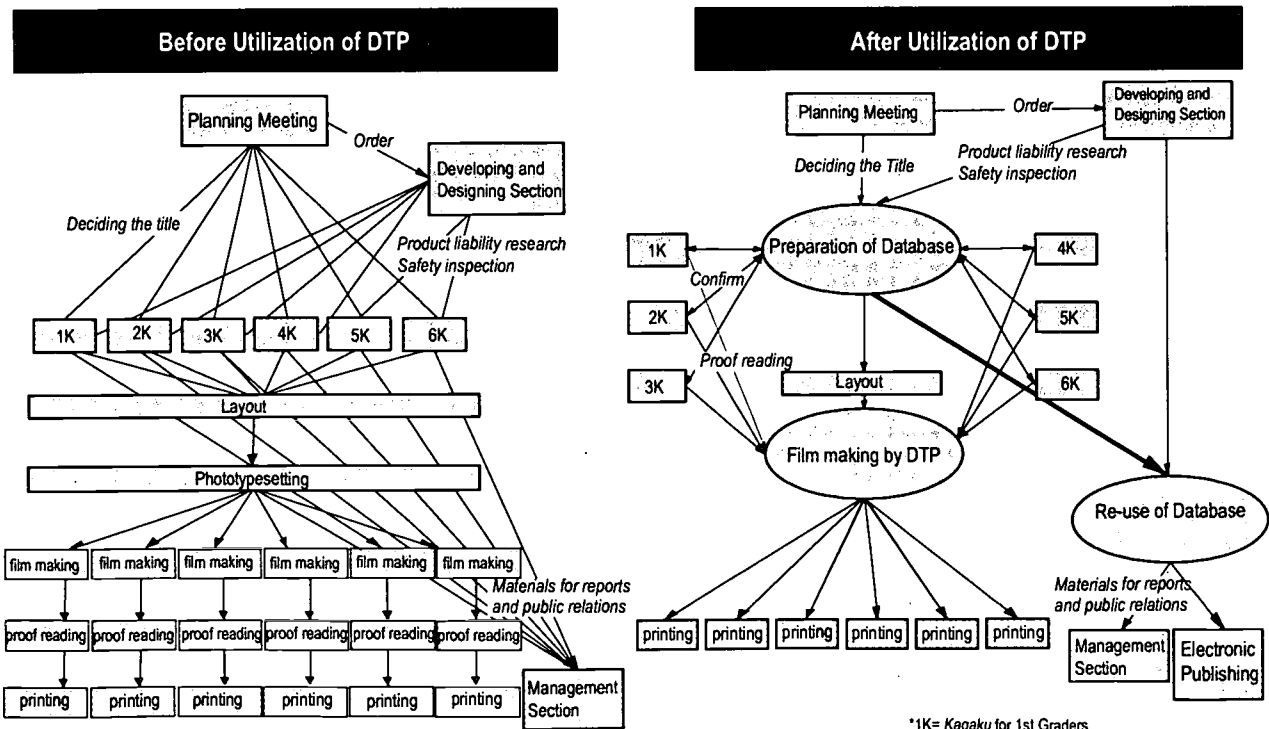 Before Utilization of DTP
Planning Meeting
Order
Developing and
Designing Section
Deciding the title
Product liability research
Safety inspection
1K 2K 3K 4K 5K 6K
Layout
Phototypesetting
film making film making film making film making film making film making
Materials for reports
and public relations
proof reading proof reading proof reading proof reading proof reading proof reading
printing printing printing printing printing printing
Management
Section
After Utilization of DTP
Planning Meeting
Order
Developing and
Designing Section
Deciding the Title
Product liability research
Safety inspection
Preparation of Database
1K
4K
Confirm
2K
5K
Proof reading
3K
Layout
6K
Film making by DTP
Re-use of Database
Materials for reports
and public relations
printing printing printing printing printing printing
Management
Section
Electronic
Publishing
*1K= Kagaku for 1st Graders